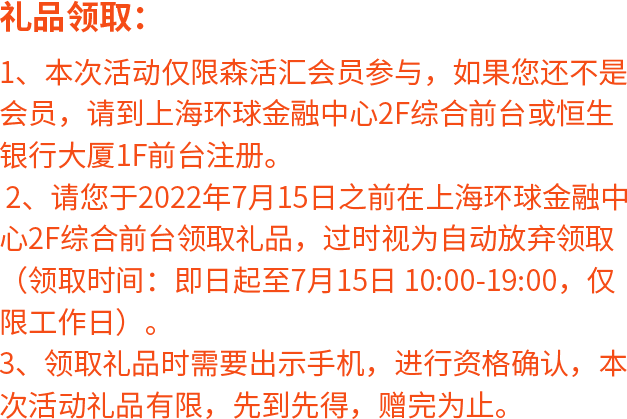 礼品领取：
1、本次活动仅限森活汇会员参与，如果您还不是
会员，请到上海环球金融中心2F综合前台或恒生
银行大厦1F前台注册。
2、请您于2022年7月15日之前在上海环球金融中
心2F综合前台领取礼品，过时视为自动放弃领取
（领取时间：即日起至7月15日 10:00-19:00，仅
限工作日）。
3、领取礼品时需要出示手机，进行资格确认，本
次活动礼品有限，先到先得，赠完为止。